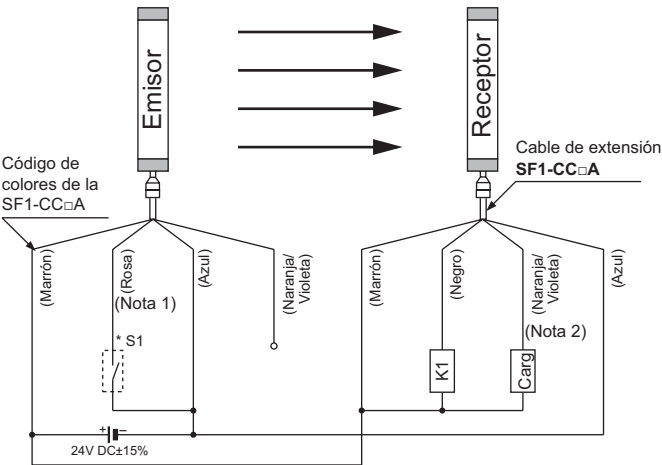 Emisor
Receptor
Código de
colores de la
SF1-CC□A
Cable de extensión
SF1-CC□A
(Marrón)
(Rosa)
(Azul)
(Naranja/
Violeta)
(Marrón)
(Negro)
(Naranja/
Violeta)
(Azul)
(Nota 1)
(Nota 2)
* S1
K1
Carg
+ −
24V DC±15%